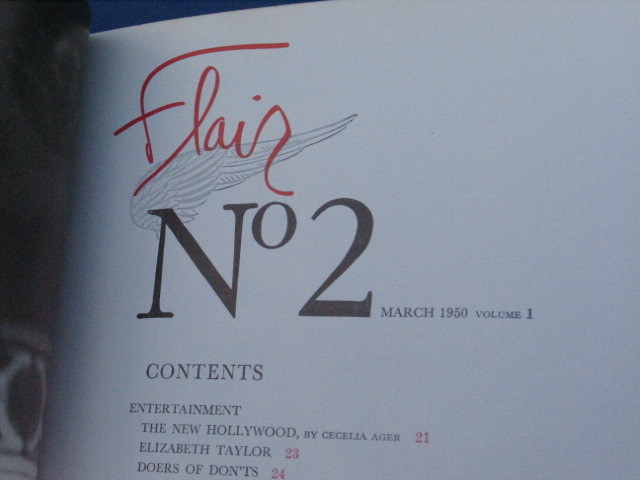 Flair
No 2
MARCH 1950 VOLUME 1
CONTENTS
ENTERTAINMENT
THE NEW HOLLYWOOD, BY CECELIA AGER 21
ELIZABETH TAYLOR 23
DOERS OF DON'TS 24